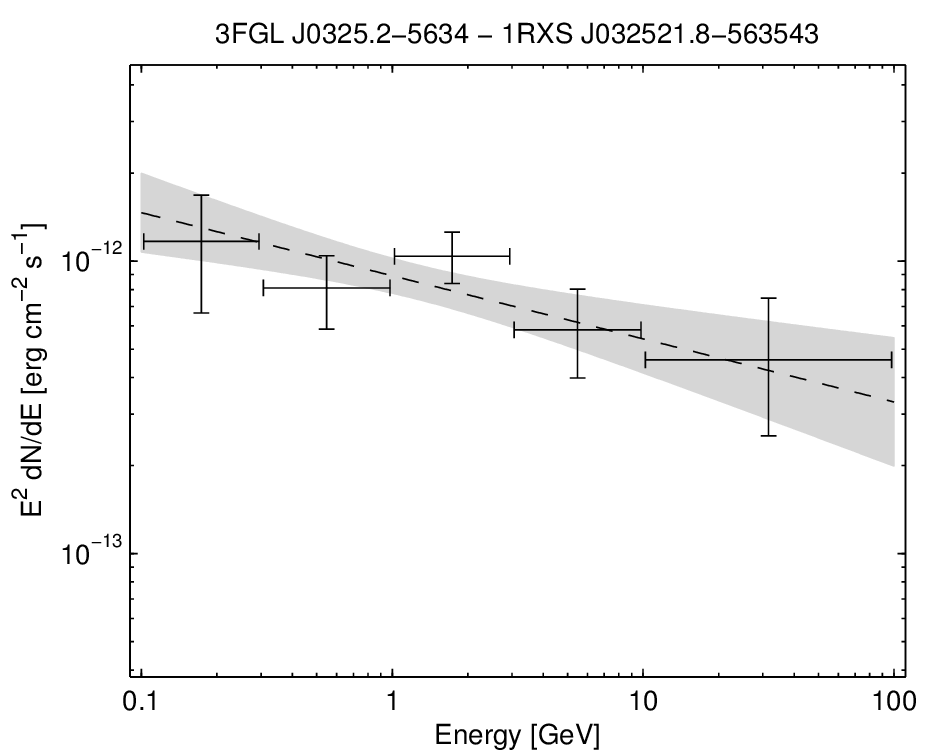 3FGL J0325.2−5634 − 1RXS J032521.8−563543
E² dN/dE [erg cm⁻² s⁻¹]
10⁻¹²
10⁻¹³
0.1 1 10 100
Energy [GeV]